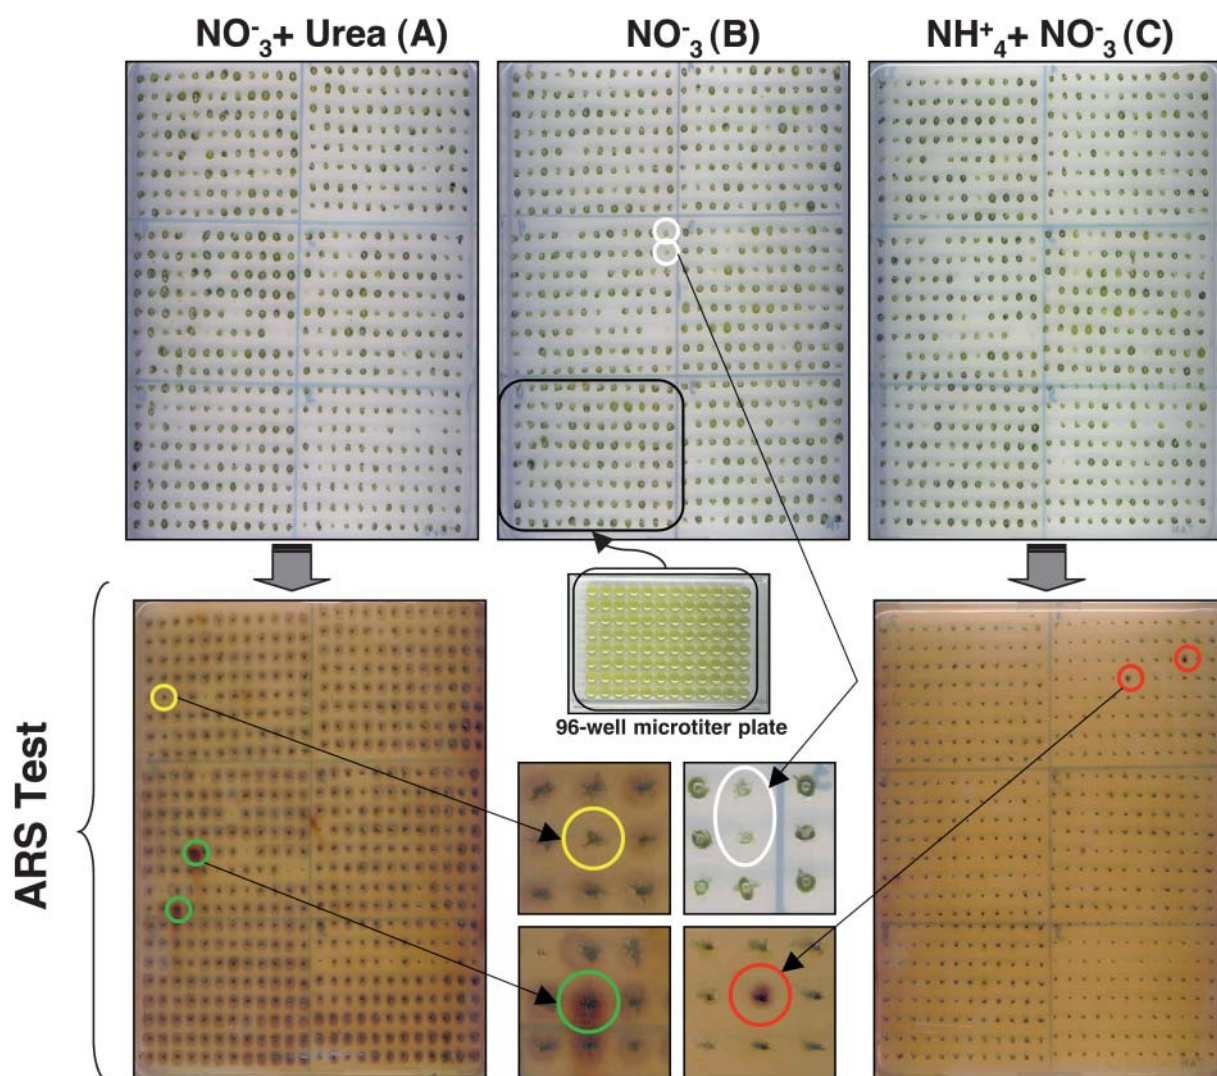 NO⁻₃+ Urea (A)
NO⁻₃ (B)
NH⁺₄+ NO⁻₃ (C)
96-well microtiter plate
ARS Test